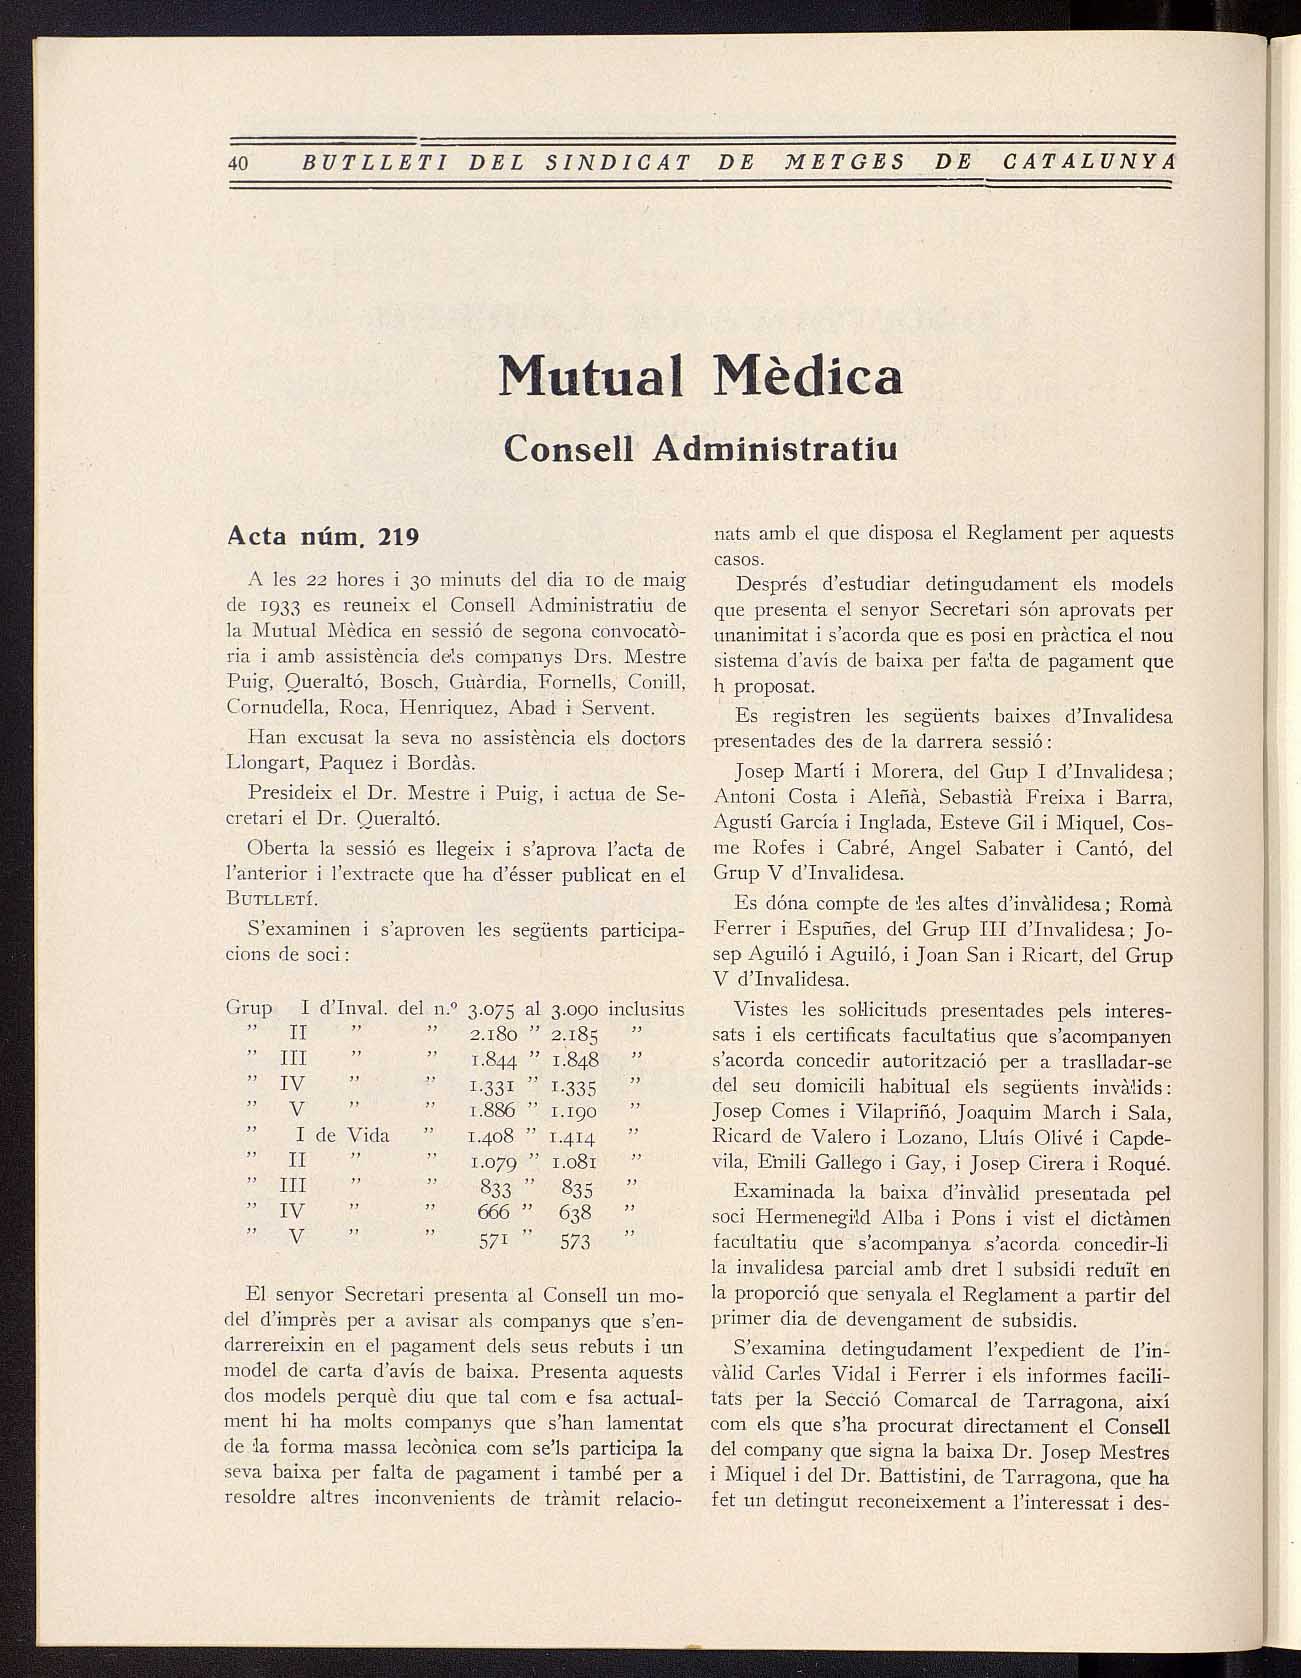 40 BUTLLETI DEL SINDICAT DE METGES DE CATALUNYA
Mutual Mèdica
Consell Administratiu
Acta núm. 219
A les 22 hores i 30 minuts del dia 10 de maig
de 1933 es reuneix el Consell Administratiu de
la Mutual Mèdica en sessió de segona convocatò-
ria i amb assistència dels companys Drs. Mestre
Puig, Queraltó, Bosch, Guàrdia, Fornells, Conill,
Cornudella, Roca, Henriquez, Abad i Servent.
Han excusat la seva no assistència els doctors
Llongart, Paquez i Bordàs.
Presideix el Dr. Mestre i Puig, i actua de Se-
cretari el Dr. Queraltó.
Oberta la sessió es llegeix i s'aprova l'acta de
l'anterior i l'extracte que ha d'ésser publicat en el
BUTLLETÍ.
S'examinen i s'aproven les següents participa-
cions de soci:
Grup I d'Inval. del n.º 3.075 al 3.090 inclusius
" II " " 2.180 " 2.185 "
" III " " 1.844 " 1.848 "
" IV " " 1.331 " 1.335 "
" V " " 1.886 " 1.190 "
" I de Vida " 1.408 " 1.414 "
" II " " 1.079 " 1.081 "
" III " " 833 " 835 "
" IV " " 666 " 638 "
" V " " 571 " 573 "
El senyor Secretari presenta al Consell un mo-
del d'imprès per a avisar als companys que s'en-
darrereixin en el pagament dels seus rebuts i un
model de carta d'avís de baixa. Presenta aquests
dos models perquè diu que tal com e fsa actual-
ment hi ha molts companys que s'han lamentat
de la forma massa lecònica com se'ls participa la
seva baixa per falta de pagament i també per a
resoldre altres inconvenients de tràmit relacio-
nats amb el que disposa el Reglament per aquests
casos.
Després d'estudiar detingudament els models
que presenta el senyor Secretari són aprovats per
unanimitat i s'acorda que es posi en pràctica el nou
sistema d'avís de baixa per falta de pagament que
h proposat.
Es registren les següents baixes d'Invalidesa
presentades des de la darrera sessió:
Josep Martí i Morera, del Gup I d'Invalidesa;
Antoni Costa i Aleñà, Sebastià Freixa i Barra,
Agustí García i Inglada, Esteve Gil i Miquel, Cos-
me Rofes i Cabré, Angel Sabater i Cantó, del
Grup V d'Invalidesa.
Es dóna compte de les altes d'invàlidesa; Romà
Ferrer i Espuñes, del Grup III d'Invalidesa; Jo-
sep Aguiló i Aguiló, i Joan San i Ricart, del Grup
V d'Invalidesa.
Vistes les sol·licituds presentades pels interes-
sats i els certificats facultatius que s'acompanyen
s'acorda concedir autorització per a traslladar-se
del seu domicili habitual els següents invàlids:
Josep Comes i Vilapriñó, Joaquim March i Sala,
Ricard de Valero i Lozano, Lluís Olivé i Capde-
vila, Emili Gallego i Gay, i Josep Cirera i Roqué.
Examinada la baixa d'invàlid presentada pel
soci Hermenegild Alba i Pons i vist el dictàmen
facultatiu que s'acompanya s'acorda concedir-li
la invalidesa parcial amb dret l subsidi reduït en
la proporció que senyala el Reglament a partir del
primer dia de devengament de subsidis.
S'examina detingudament l'expedient de l'in-
vàlid Carles Vidal i Ferrer i els informes facili-
tats per la Secció Comarcal de Tarragona, així
com els que s'ha procurat directament el Consell
del company que signa la baixa Dr. Josep Mestres
i Miquel i del Dr. Battistini, de Tarragona, que ha
fet un detingut reconeixement a l'interessat i des-